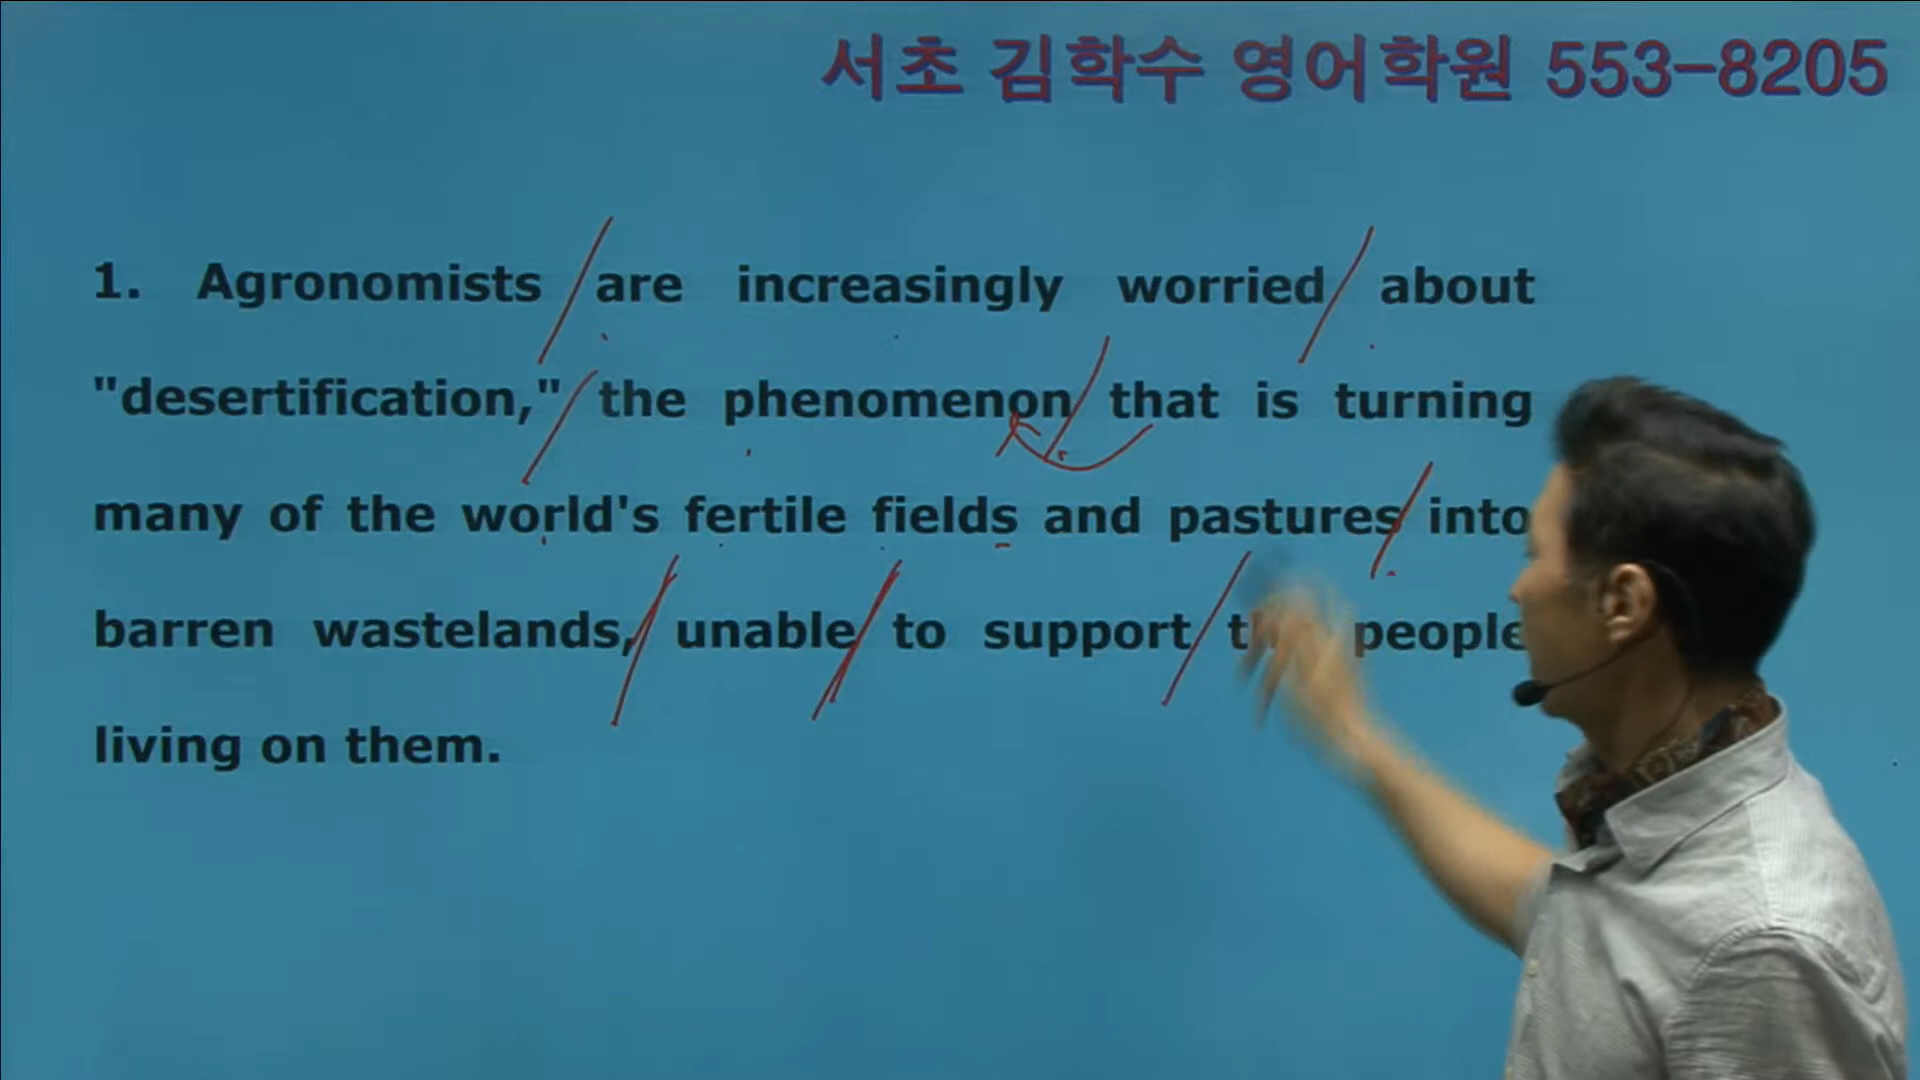 서초 김학수 영어학원 553-8205
1. Agronomists are increasingly worried about
"desertification," the phenomenon that is turning
many of the world's fertile fields and pastures into
barren wastelands, unable to support people
living on them.